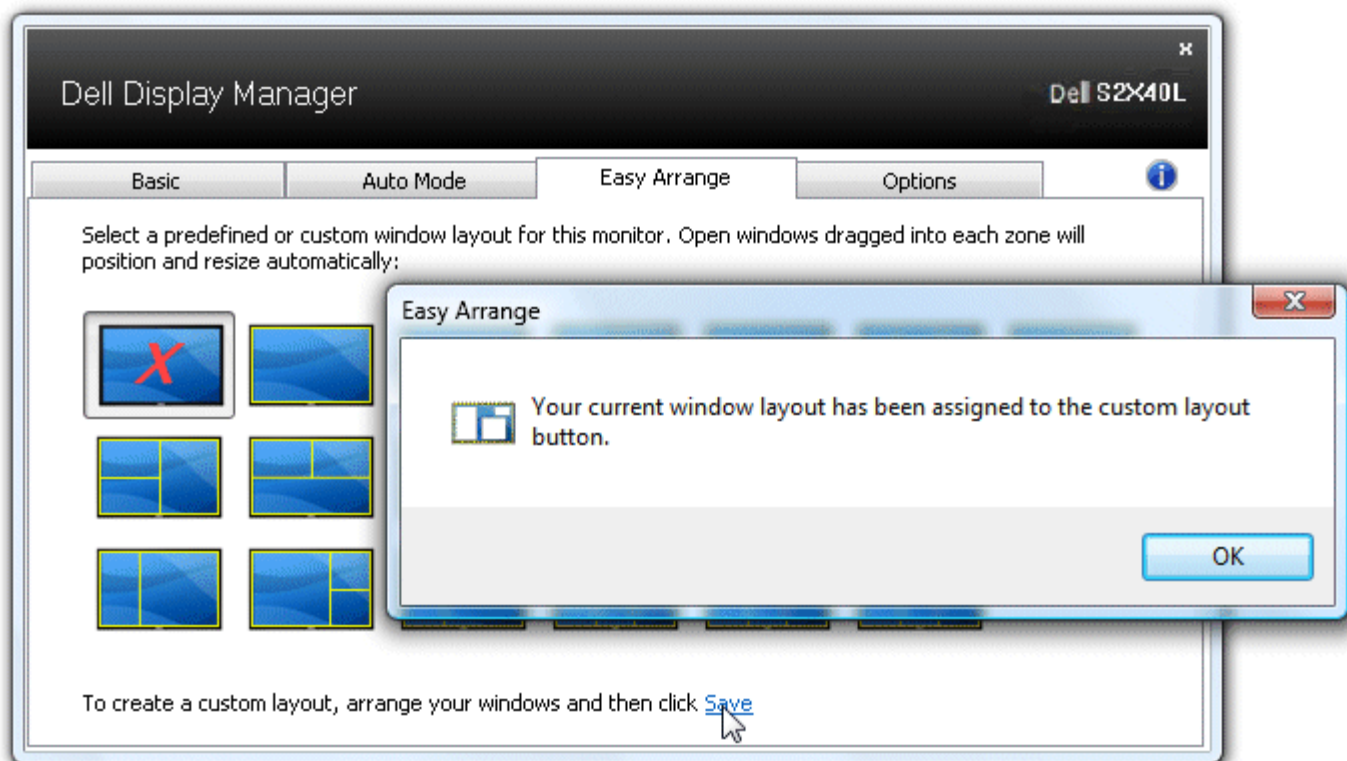 Dell Display Manager
Dell S2X40L
Basic
Auto Mode
Easy Arrange
Options
Select a predefined or custom window layout for this monitor. Open windows dragged into each zone will
position and resize automatically:
Easy Arrange
Your current window layout has been assigned to the custom layout
button.
OK
To create a custom layout, arrange your windows and then click Save